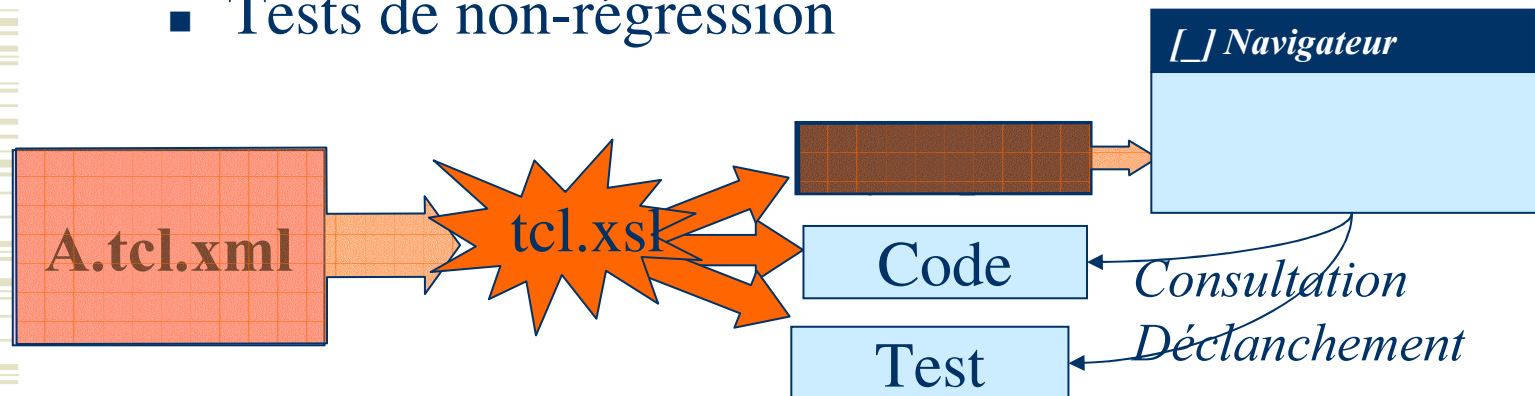 Tests de non-régression
[_] Navigateur
A.tcl.xml
tcl.xsl
Code
Consultation
Déclanchement
Test